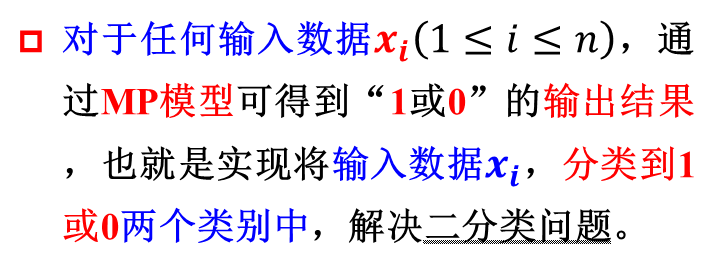 对于任何输入数据xᵢ(1 ≤ i ≤ n)，通
过MP模型可得到“1或0”的输出结果
，也就是实现将输入数据xᵢ，分类到1
或0两个类别中，解决二分类问题。